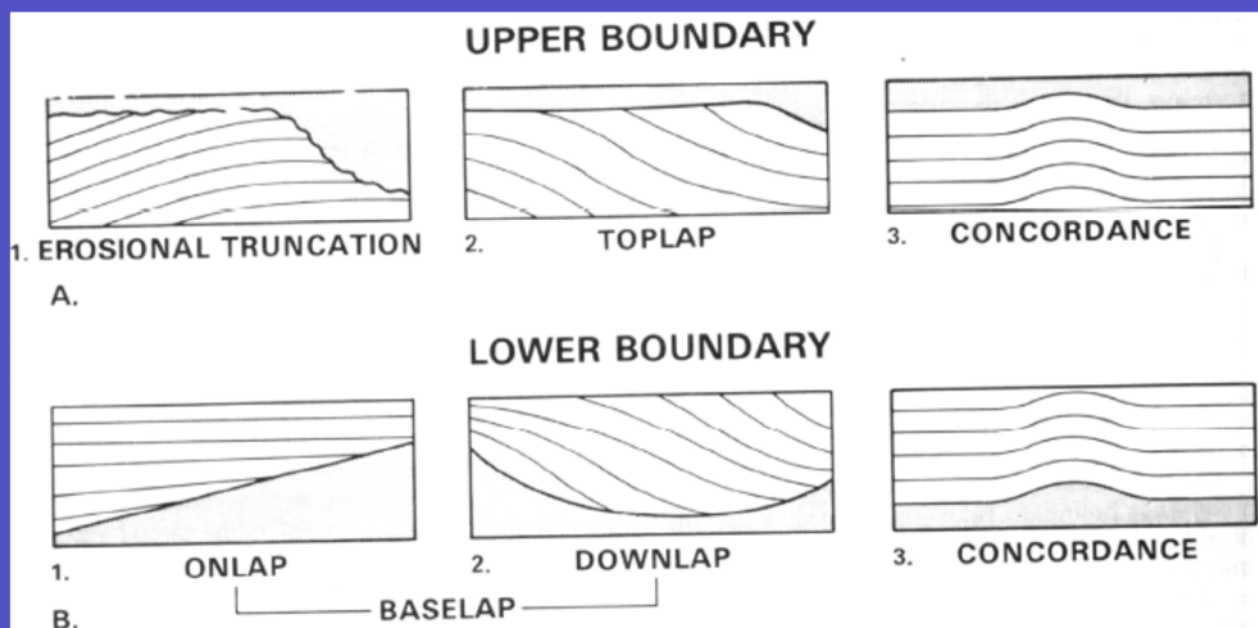 UPPER BOUNDARY
1. EROSIONAL TRUNCATION
2. TOPLAP
3. CONCORDANCE
A.
LOWER BOUNDARY
1. ONLAP
2. DOWNLAP
3. CONCORDANCE
BASELAP
B.